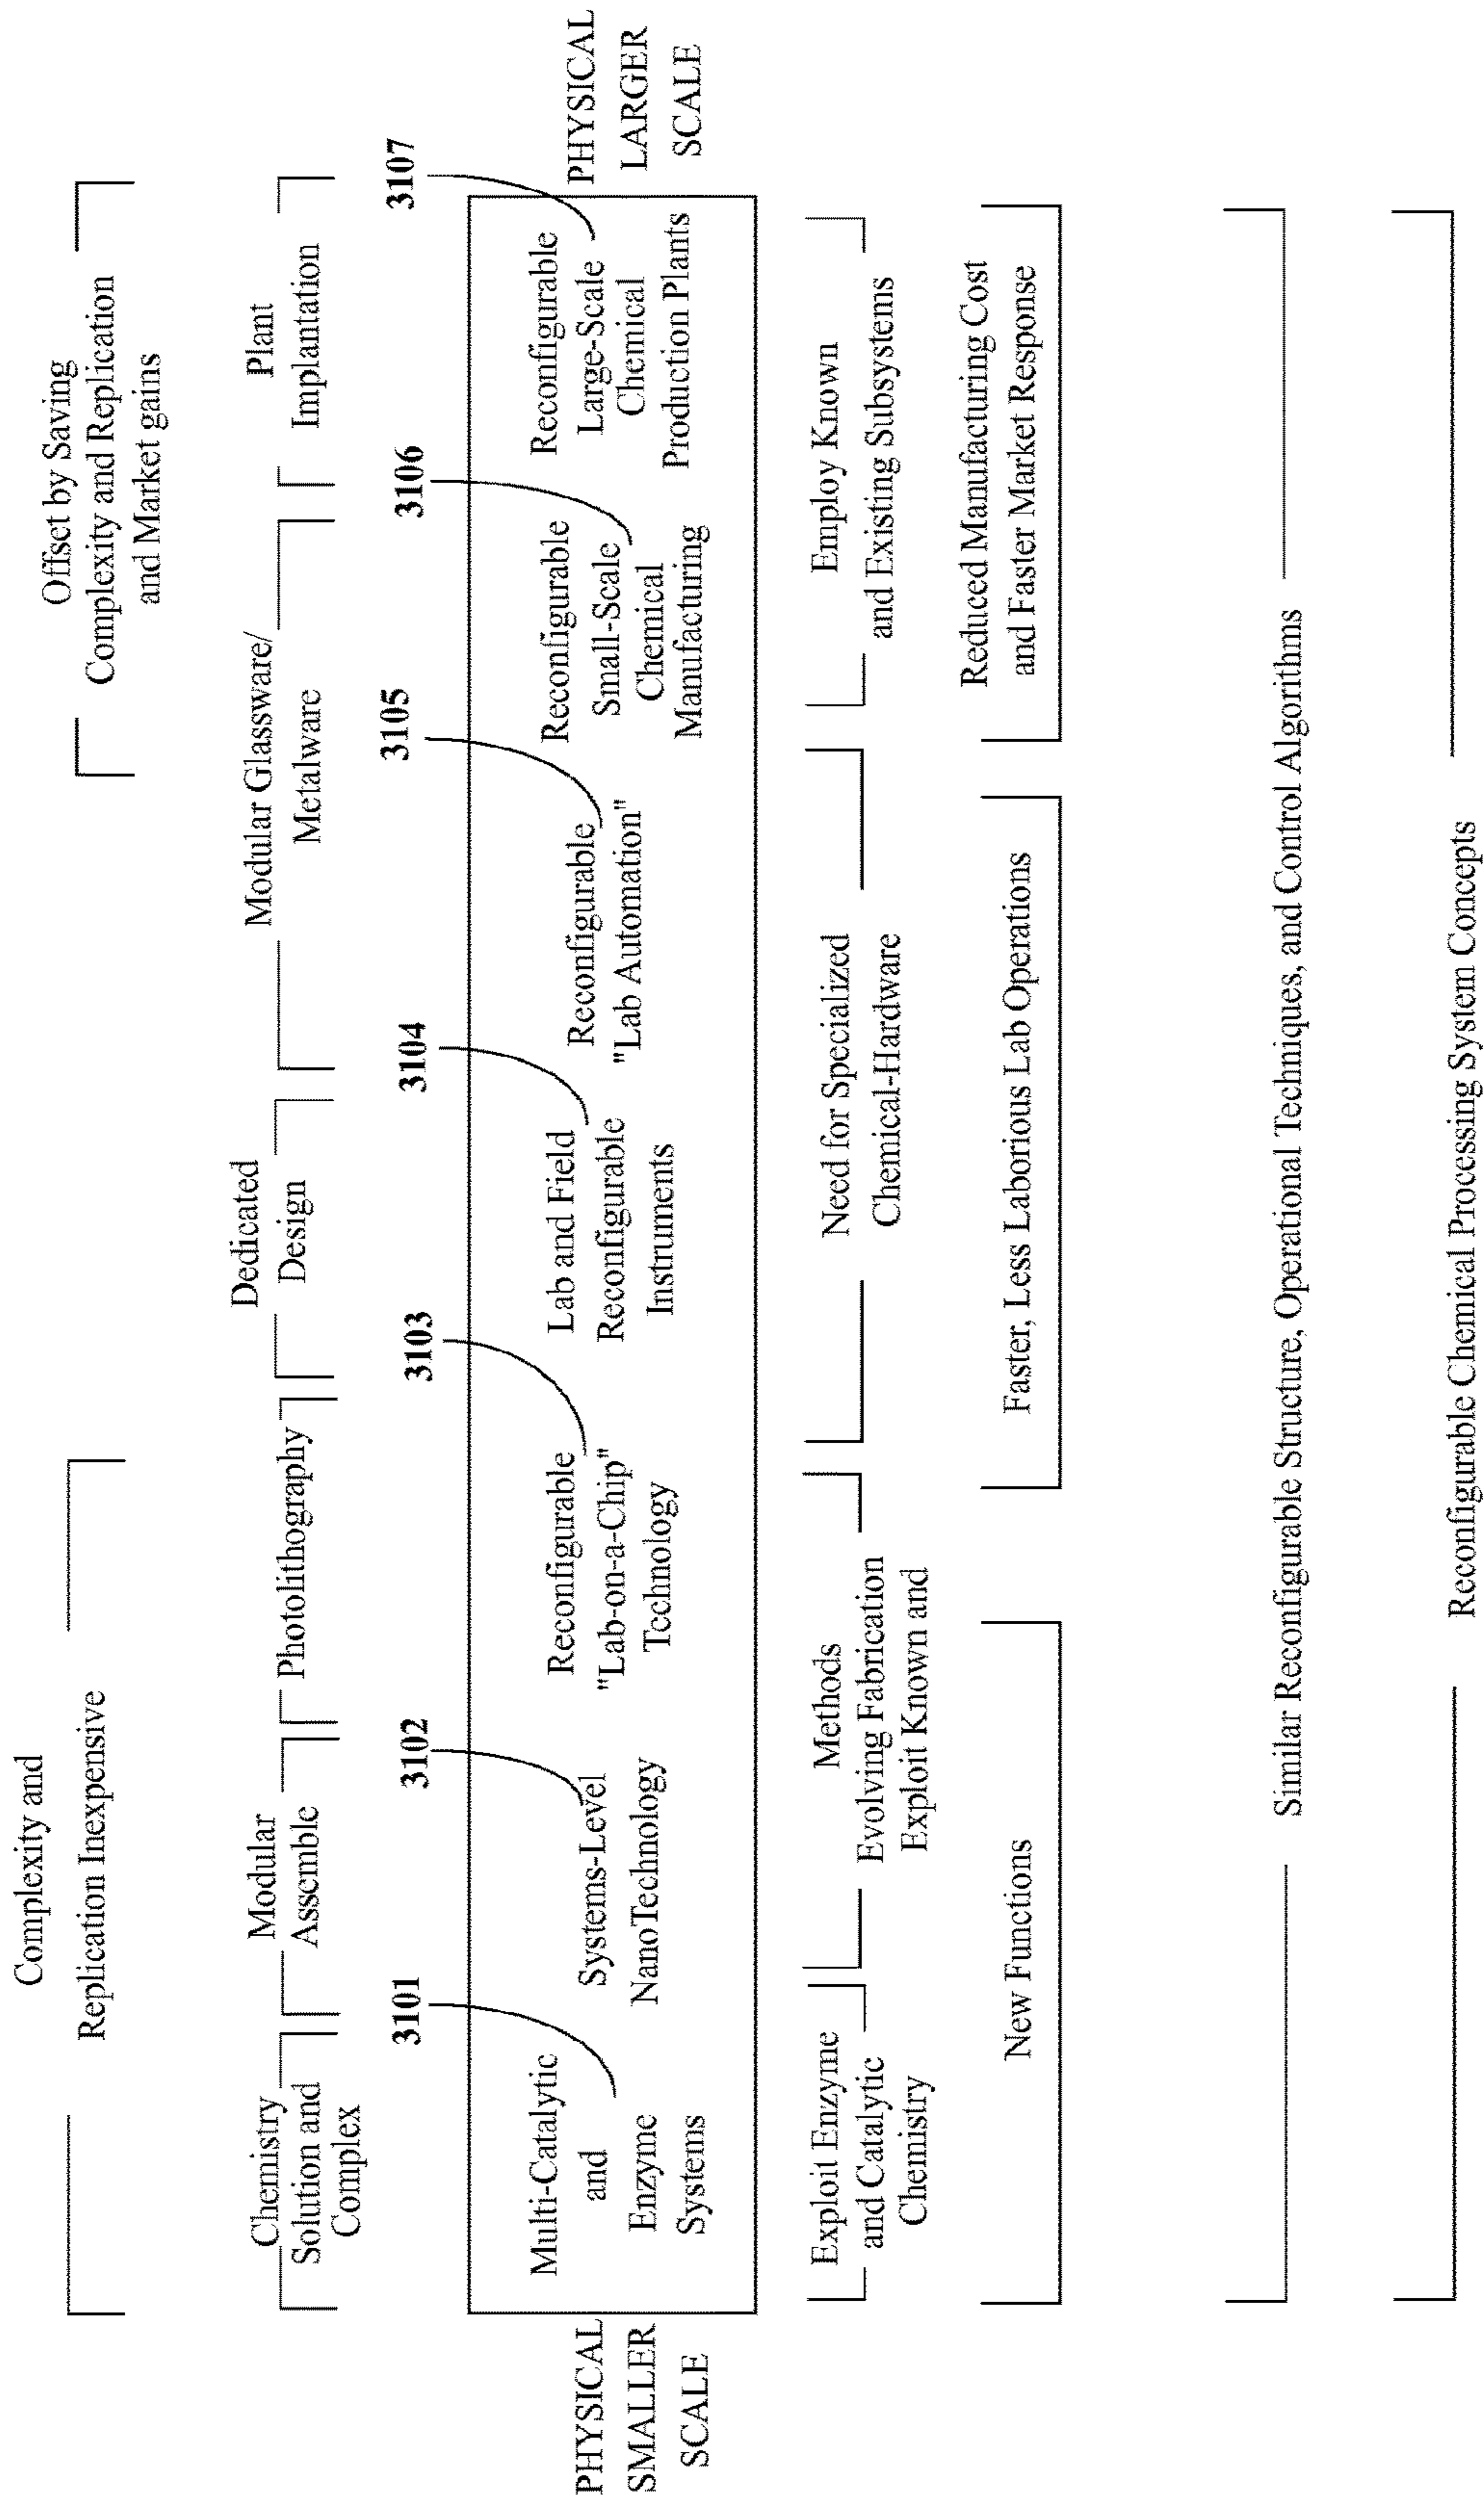 Complexity and
Replication Inexpensive
Offset by Saving
Complexity and Replication
and Market gains
Chemistry
Solution and
Complex
Modular
Assemble
Photolithography
Dedicated
Design
Modular Glassware/
Metalware
Plant
Implantation
3101
3102
3103
3104
3105
3106
3107
PHYSICAL
SMALLER
SCALE
Multi-Catalytic
and
Enzyme
Systems
Systems-Level
NanoTechnology
Reconfigurable
"Lab-on-a-Chip"
Technology
Lab and Field
Reconfigurable
Instruments
Reconfigurable
"Lab Automation"
Reconfigurable
Small-Scale
Chemical
Manufacturing
Reconfigurable
Large-Scale
Chemical
Production Plants
PHYSICAL
LARGER
SCALE
Exploit Enzyme
and Catalytic
Chemistry
Methods
Evolving Fabrication
Exploit Known and
Need for Specialized
Chemical-Hardware
Employ Known
and Existing Subsystems
New Functions
Faster, Less Laborious Lab Operations
Reduced Manufacturing Cost
and Faster Market Response
Similar Reconfigurable Structure, Operational Techniques, and Control Algorithms
Reconfigurable Chemical Processing System Concepts